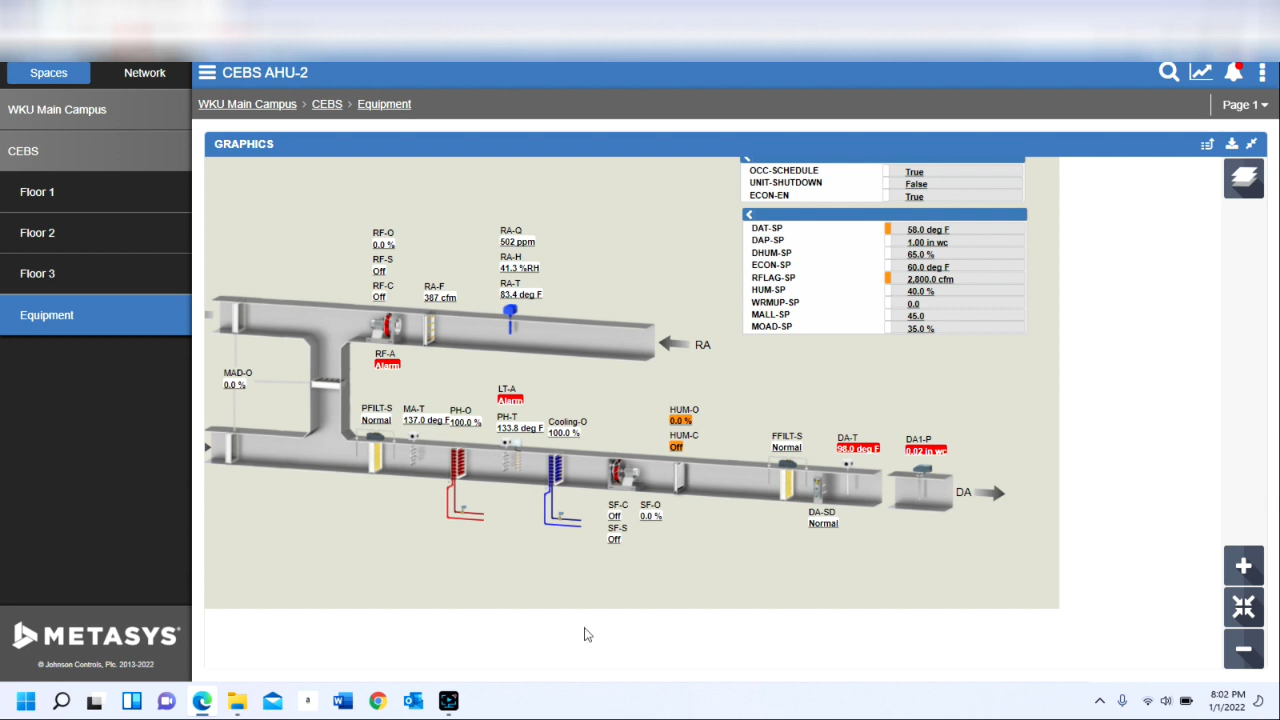 Spaces Network
CEBS AHU-2
WKU Main Campus
WKU Main Campus > CEBS > Equipment
Page 1
CEBS
Floor 1
Floor 2
Floor 3
Equipment
METASYS®
© Johnson Controls, Plc. 2013-2022
GRAPHICS
OCC-SCHEDULE True
UNIT-SHUTDOWN False
ECON-EN True
DAT-SP 58.0 deg F
DAP-SP 1.00 in wc
DHUM-SP 65.0 %
ECON-SP 60.0 deg F
RFLAG-SP 2,800.0 cfm
HUM-SP 40.0 %
WRMUP-SP 0.0
MALL-SP 45.0
MOAD-SP 35.0 %
RF-O
0.0 %
RF-S
Off
RF-C
Off
RA-F
387 cfm
RA-Q
502 ppm
RA-H
41.3 %RH
RA-T
83.4 deg F
RA
RF-A
Alarm
MAD-O
0.0 %
PFILT-S
Normal
MA-T
137.0 deg F
PH-O
100.0 %
LT-A
Alarm
PH-T
133.8 deg F
Cooling-O
100.0 %
HUM-O
0.0 %
HUM-C
Off
SF-C
Off
SF-S
Off
SF-O
0.0 %
FFILT-S
Normal
DA-T
98.0 deg F
DA1-P
0.02 in wc
DA-SD
Normal
DA
8:02 PM
1/1/2022